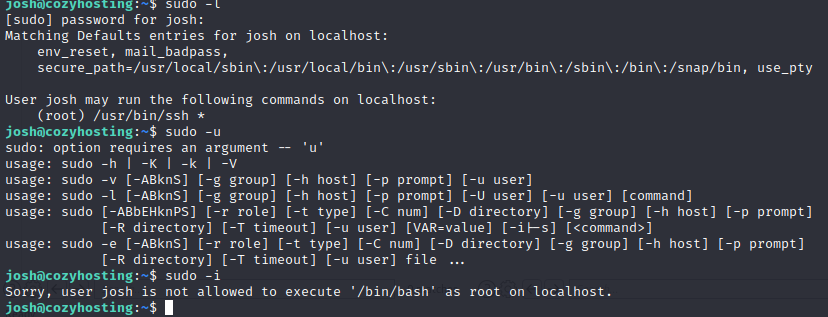 josh@cozyhosting:~$ sudo -l
[sudo] password for josh:
Matching Defaults entries for josh on localhost:
    env_reset, mail_badpass,
    secure_path=/usr/local/sbin\:/usr/local/bin\:/usr/sbin\:/usr/bin\:/sbin\:/bin\:/snap/bin, use_pty

User josh may run the following commands on localhost:
    (root) /usr/bin/ssh *
josh@cozyhosting:~$ sudo -u
sudo: option requires an argument -- 'u'
usage: sudo -h | -K | -k | -V
usage: sudo -v [-ABknS] [-g group] [-h host] [-p prompt] [-u user]
usage: sudo -l [-ABknS] [-g group] [-h host] [-p prompt] [-U user] [-u user] [command]
usage: sudo [-ABbEHknPS] [-r role] [-t type] [-C num] [-D directory] [-g group] [-h host] [-p prompt]
            [-R directory] [-T timeout] [-u user] [VAR=value] [-i|-s] [<command>]
usage: sudo -e [-ABknS] [-r role] [-t type] [-C num] [-D directory] [-g group] [-h host] [-p prompt]
            [-R directory] [-T timeout] [-u user] file ...
josh@cozyhosting:~$ sudo -i
Sorry, user josh is not allowed to execute '/bin/bash' as root on localhost.
josh@cozyhosting:~$